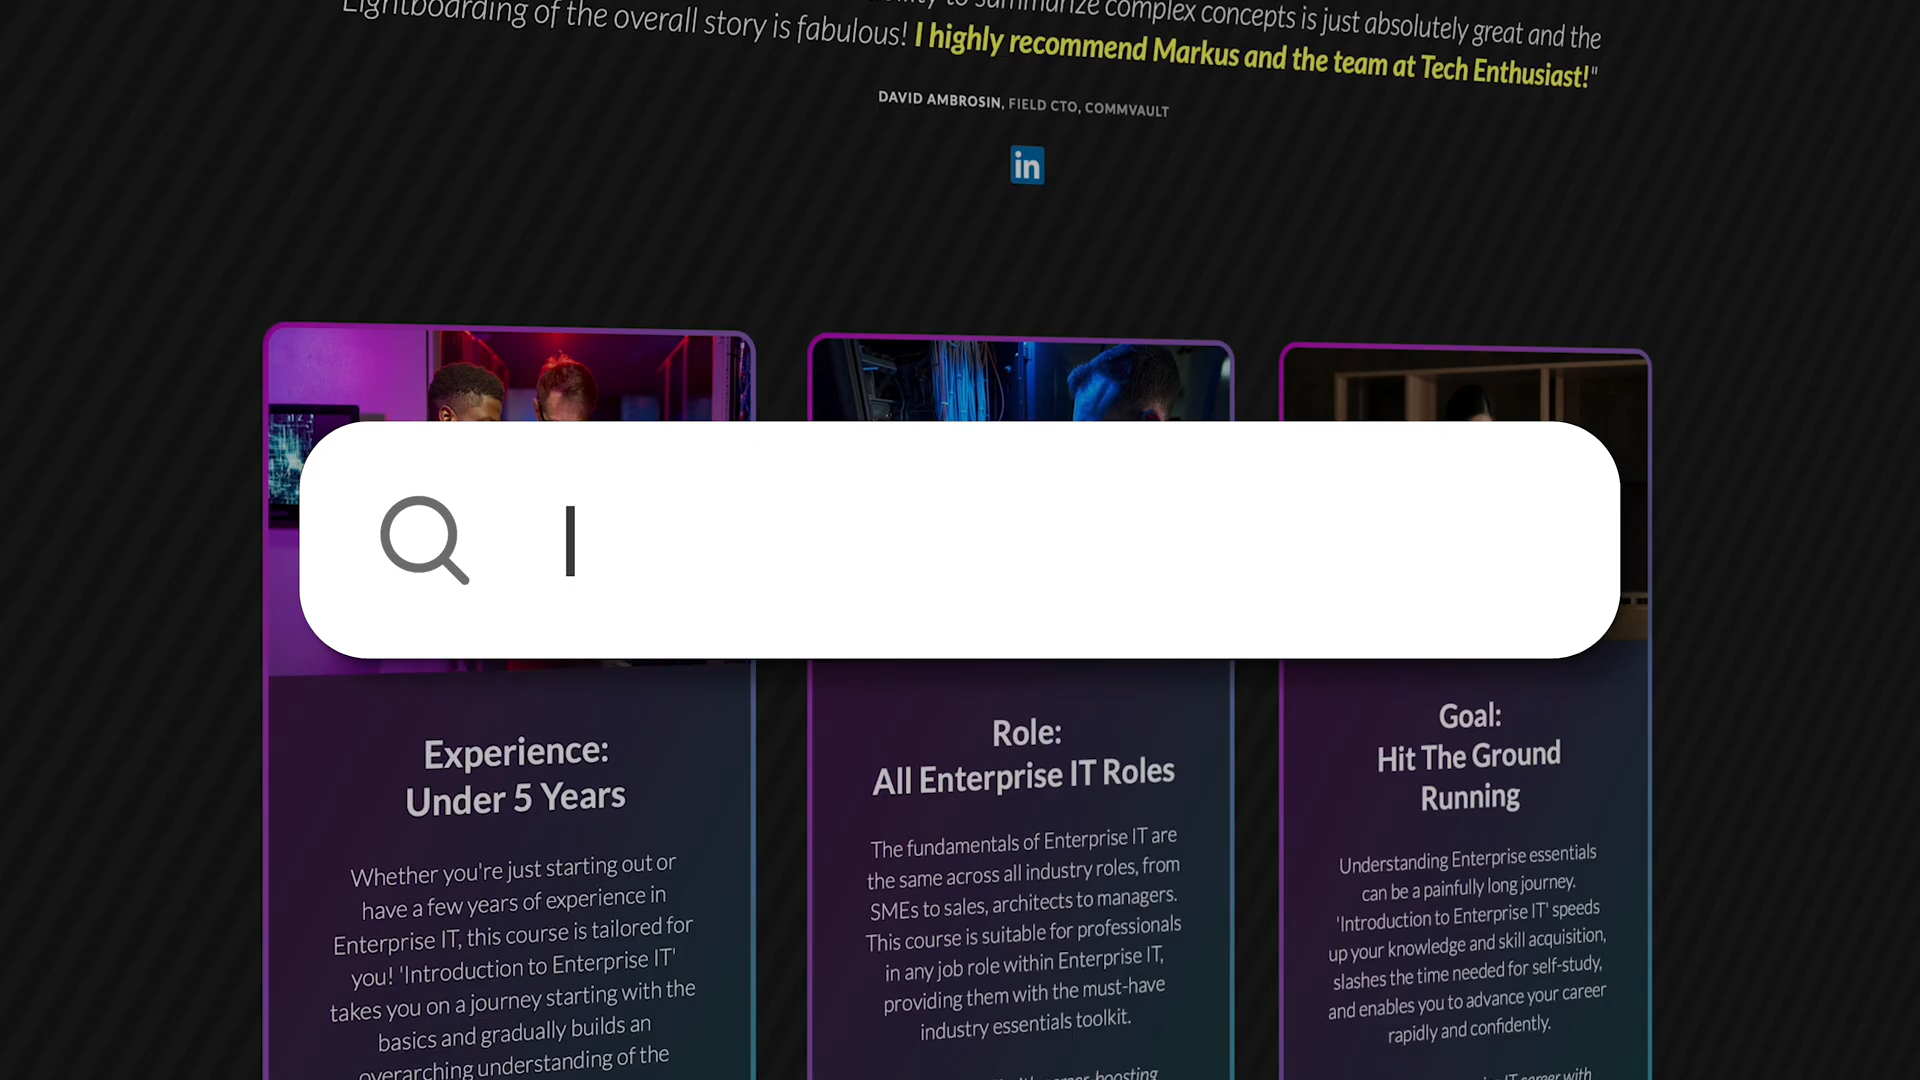 to summarize complex concepts is just absolutely great and the
Lightboarding of the overall story is fabulous! I highly recommend Markus and the team at Tech Enthusiast!"
DAVID AMBROSIN, FIELD CTO, COMMVAULT
in
Experience:
Under 5 Years
Whether you're just starting out or
have a few years of experience in
Enterprise IT, this course is tailored for
you! 'Introduction to Enterprise IT'
takes you on a journey starting with the
basics and gradually builds an
overarching understanding of the
Role:
All Enterprise IT Roles
The fundamentals of Enterprise IT are
the same across all industry roles, from
SMEs to sales, architects to managers.
This course is suitable for professionals
in any job role within Enterprise IT,
providing them with the must-have
industry essentials toolkit.
career-boosting
Goal:
Hit The Ground
Running
Understanding Enterprise essentials
can be a painfully long journey.
'Introduction to Enterprise IT' speeds
up your knowledge and skill acquisition,
slashes the time needed for self-study,
and enables you to advance your career
rapidly and confidently.
IT career with